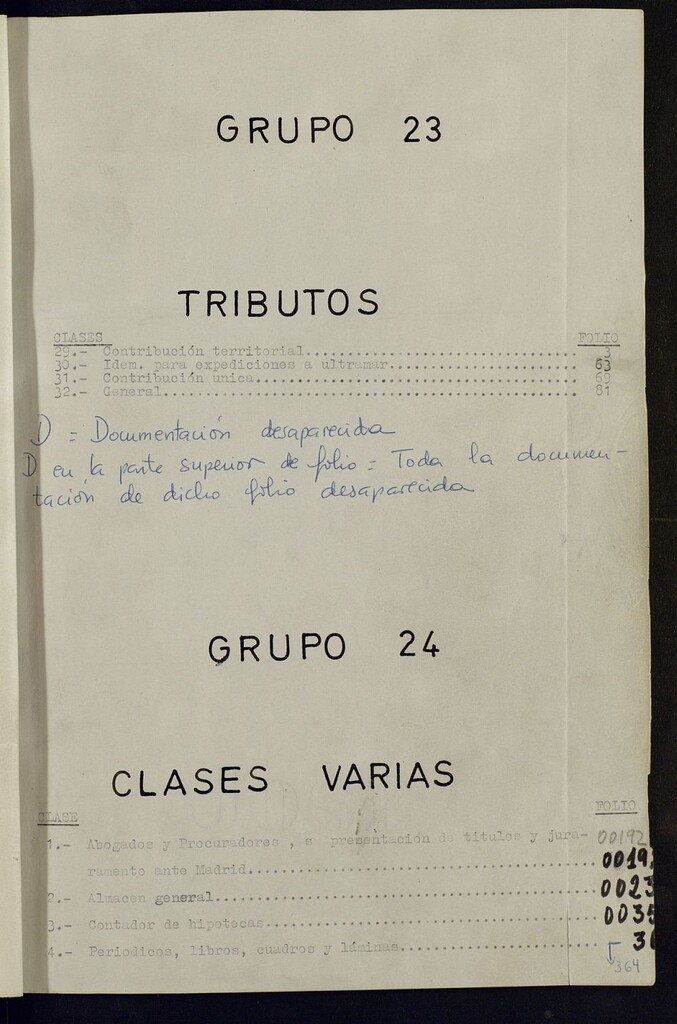 GRUPO 23
TRIBUTOS
CLASES FOLIO
29.- Contribución territorial........................................ 3
30.- Idem. para expediciones a ultramar........................... 63
31.- Contribución unica........................................... 69
32.- General...................................................... 81
D = Documentación desaparecida
D en la parte superior de folio = Toda la documen-
tación de dicho folio desaparecida
GRUPO 24
CLASES VARIAS
CLASE FOLIO
1.- Abogados y Procuradores, s presentación de titulos y jura- 00192
ramento ante Madrid........................................ 0019
2.- Almacen general........................................ 0023
3.- Contador de hipotecas........................................ 0035
4.- Periodicos, libros, cuadros y láminas........................ 3
364